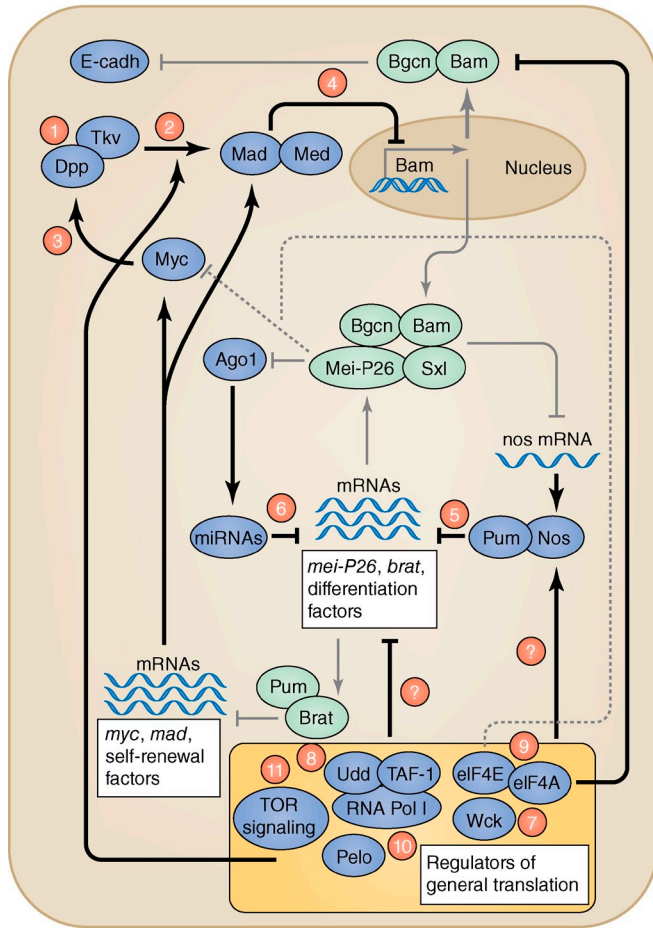 E-cadh
Bgcn
Bam
4
1
Tkv
2
Dpp
Mad
Med
Bam
Nucleus
3
Myc
Bgcn
Bam
Ago1
Mei-P26
Sxl
nos mRNA
mRNAs
6
5
miRNAs
Pum
Nos
mei-P26, brat,
differentiation
factors
?
mRNAs
Pum
?
Brat
myc, mad,
self-renewal
factors
8
9
11
Udd
TAF-1
eIF4E
eIF4A
TOR
signaling
RNA Pol I
Wck
7
Pelo
10
Regulators of
general translation